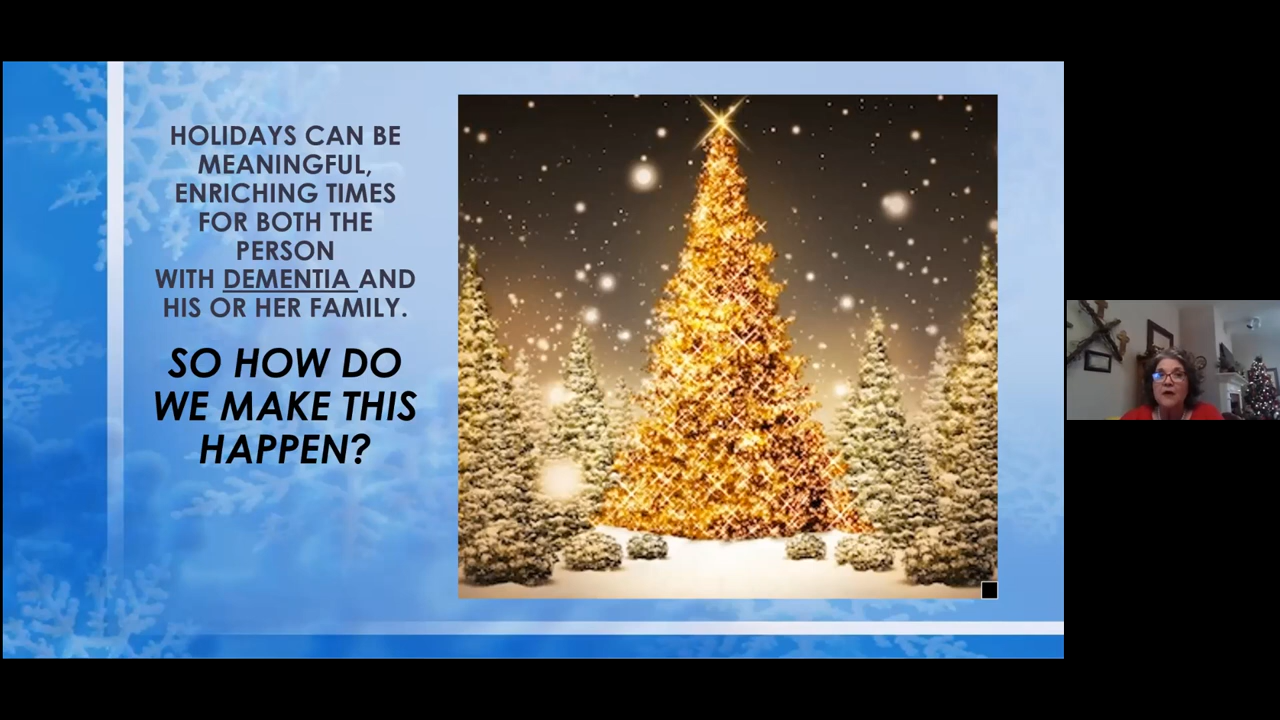 HOLIDAYS CAN BE
MEANINGFUL,
ENRICHING TIMES
FOR BOTH THE
PERSON
WITH DEMENTIA AND
HIS OR HER FAMILY.
SO HOW DO
WE MAKE THIS
HAPPEN?